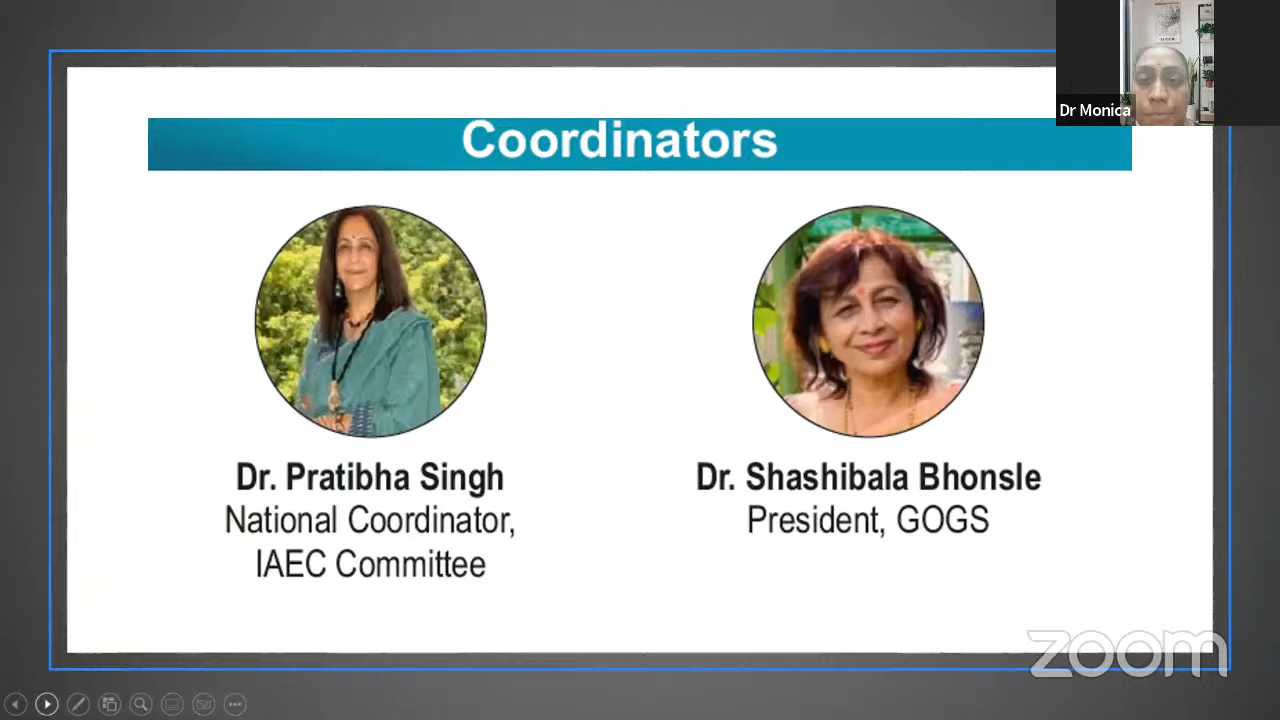 Coordinators
Dr Monica
Dr. Pratibha Singh
National Coordinator,
IAEC Committee
Dr. Shashibala Bhonsle
President, GOGS
zoom